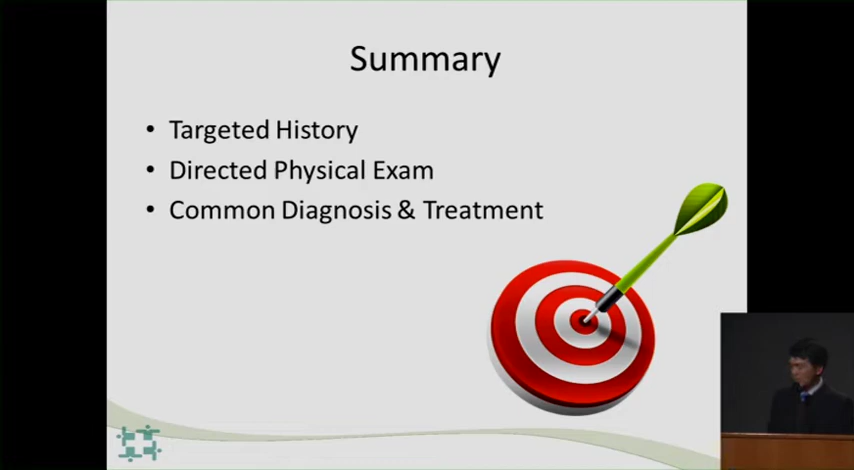 Summary
• Targeted History
• Directed Physical Exam
• Common Diagnosis & Treatment